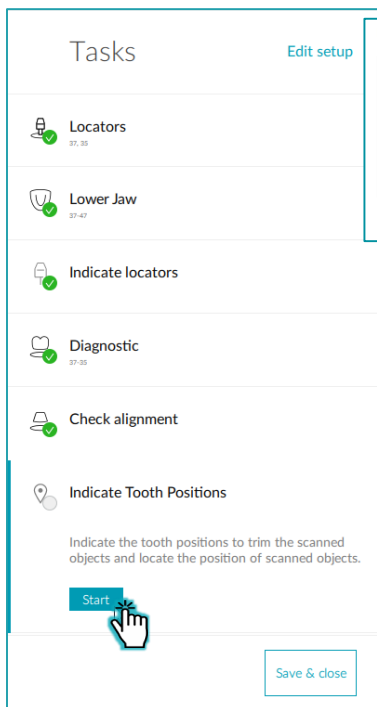 Tasks
Edit setup
Locators
37, 35
Lower Jaw
37-47
Indicate locators
Diagnostic
37-35
Check alignment
Indicate Tooth Positions
Indicate the tooth positions to trim the scanned
objects and locate the position of scanned objects.
Start
Save & close